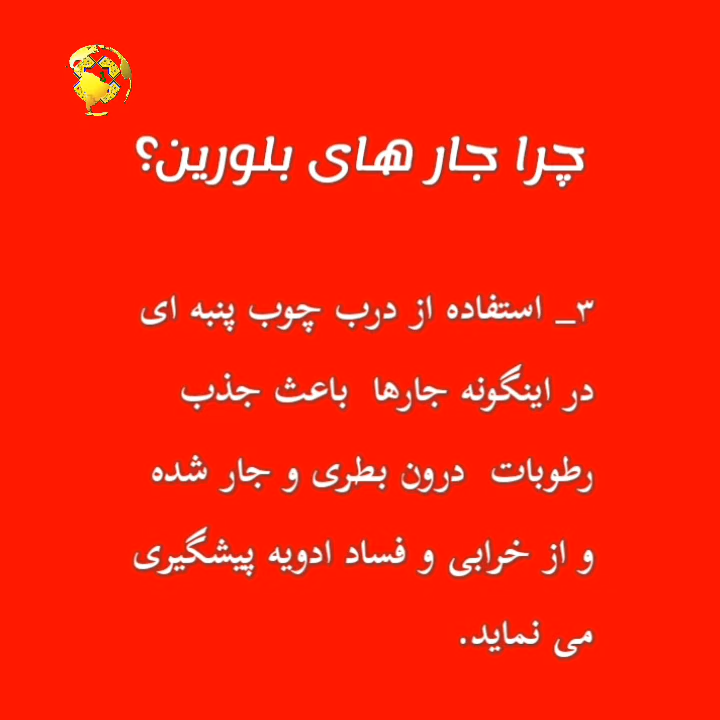 چرا جار های بلورین؟
۳_ استفاده از درب چوب پنبه ای
در اینگونه جارها باعث جذب
رطوبات درون بطری و جار شده
و از خرابی و فساد ادویه پیشگیری
می نماید.